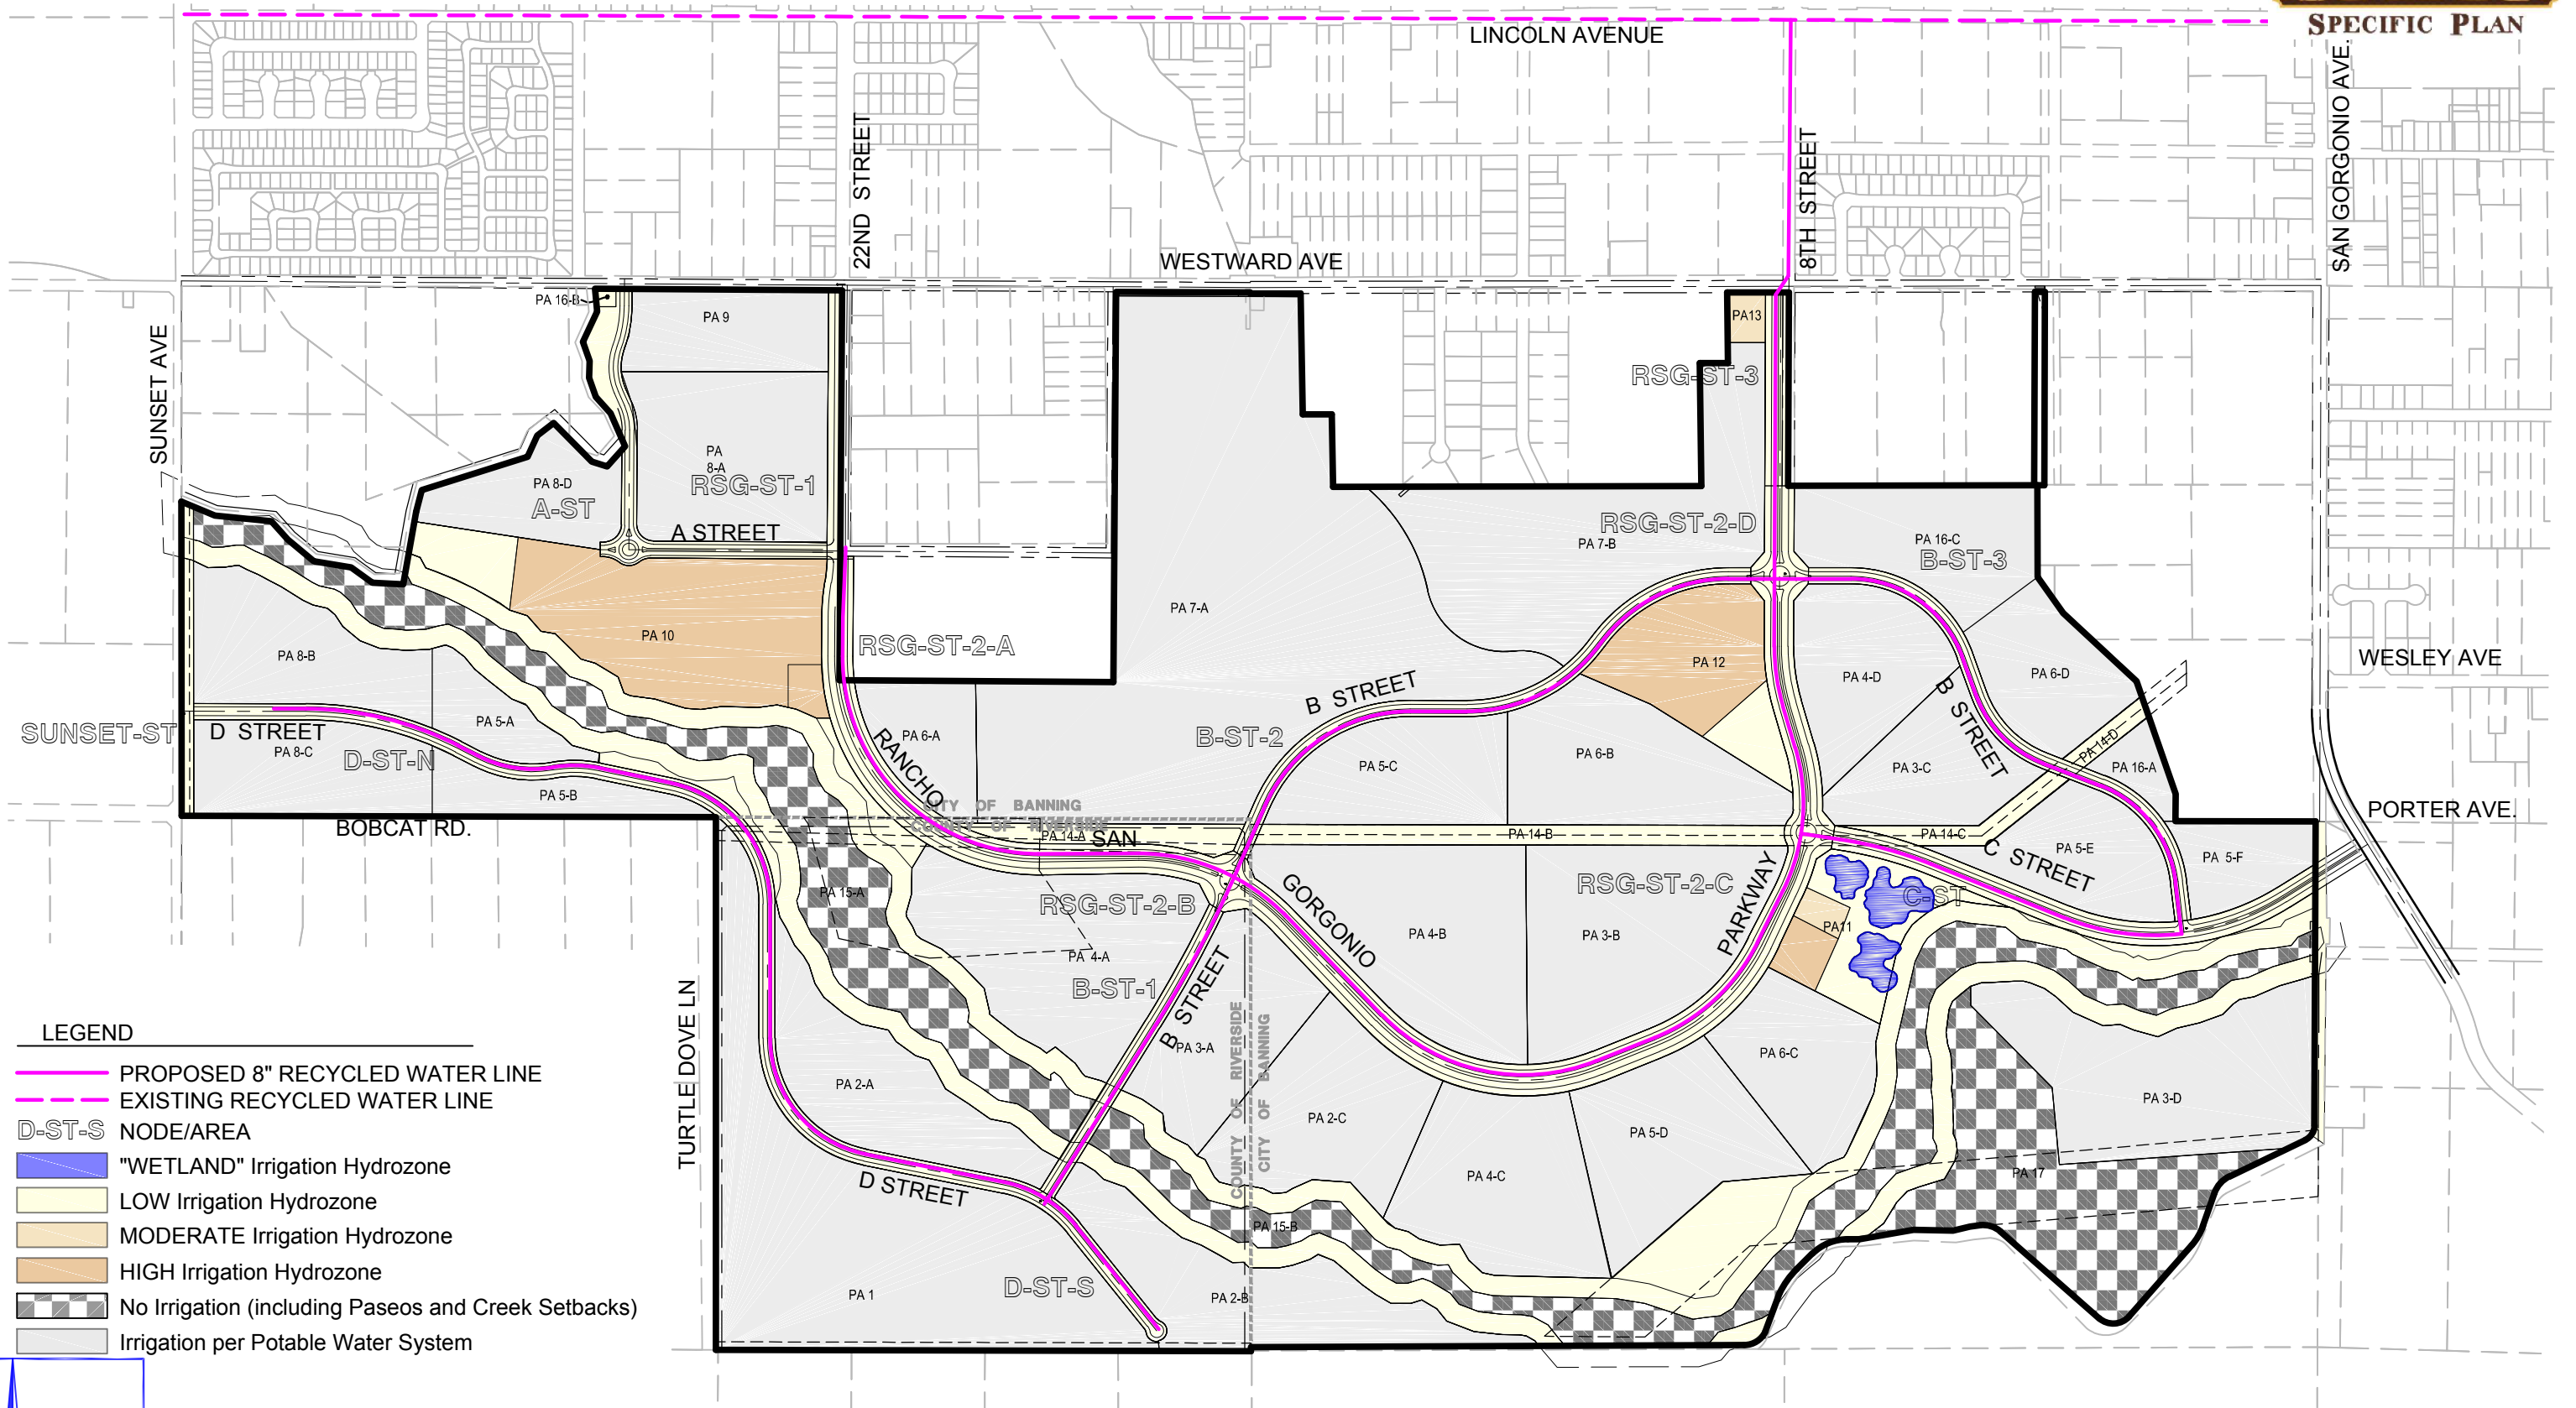 SPECIFIC PLAN
LINCOLN AVENUE
SAN GORGONIO AVE.
22ND STREET
8TH STREET
WESTWARD AVE
SUNSET AVE
PA 16-B
PA 9
PA13
RSG-ST-3
PA
8-A
RSG-ST-1
PA 8-D
A-ST
A STREET
RSG-ST-2-D
PA 7-B
PA 16-C
B-ST-3
PA 7-A
PA 10
RSG-ST-2-A
PA 8-B
PA 12
PA 4-D
PA 6-D
WESLEY AVE
SUNSET-ST
D STREET
PA 8-C
D-ST-N
PA 5-A
PA 5-B
BOBCAT RD.
PA 6-A
RANCHO
B-ST-2
B STREET
PA 5-C
PA 6-B
B STREET
PA 3-C
PA 14-D
PA 16-A
PORTER AVE.
CITY OF BANNING
COUNTY OF RIVERSIDE
PA 14-A
SAN
PA 14-B
PA 14-C
C STREET
PA 5-E
PA 5-F
PA 15-A
RSG-ST-2-B
GORGONIO
RSG-ST-2-C
PARKWAY
C-ST
PA11
PA 4-B
PA 3-B
PA 4-A
B-ST-1
B STREET
PA 3-A
COUNTY OF RIVERSIDE
CITY OF BANNING
TURTLE DOVE LN
PA 2-A
PA 2-C
PA 6-C
PA 5-D
PA 3-D
PA 4-C
PA 17
D STREET
PA 15-B
D-ST-S
PA 1
PA 2-B
LEGEND
PROPOSED 8" RECYCLED WATER LINE
EXISTING RECYCLED WATER LINE
D-ST-S NODE/AREA
"WETLAND" Irrigation Hydrozone
LOW Irrigation Hydrozone
MODERATE Irrigation Hydrozone
HIGH Irrigation Hydrozone
No Irrigation (including Paseos and Creek Setbacks)
Irrigation per Potable Water System